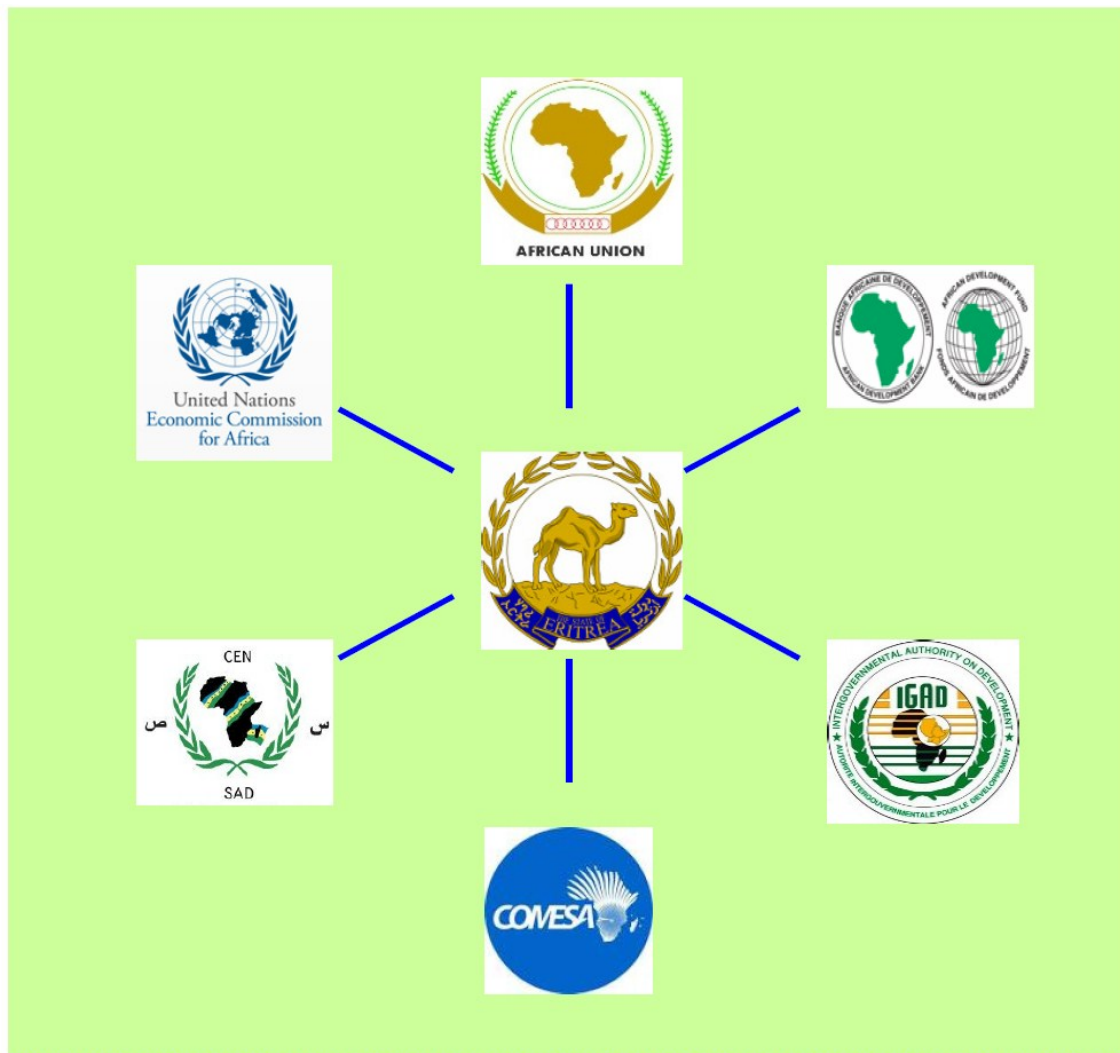 AFRICAN UNION
United Nations
Economic Commission
for Africa
BANQUE AFRICAINE DE DEVELOPPEMENT
AFRICAN DEVELOPMENT BANK
AFRICAN DEVELOPMENT FUND
FONDS AFRICAIN DE DEVELOPPEMENT
THE STATE OF
ERITREA
CEN
ص
س
SAD
INTERGOVERNMENTAL AUTHORITY ON DEVELOPMENT
IGAD
AUTORITE INTERGOUVERNMENTALE POUR LE DEVELOPPEMENT
COMESA